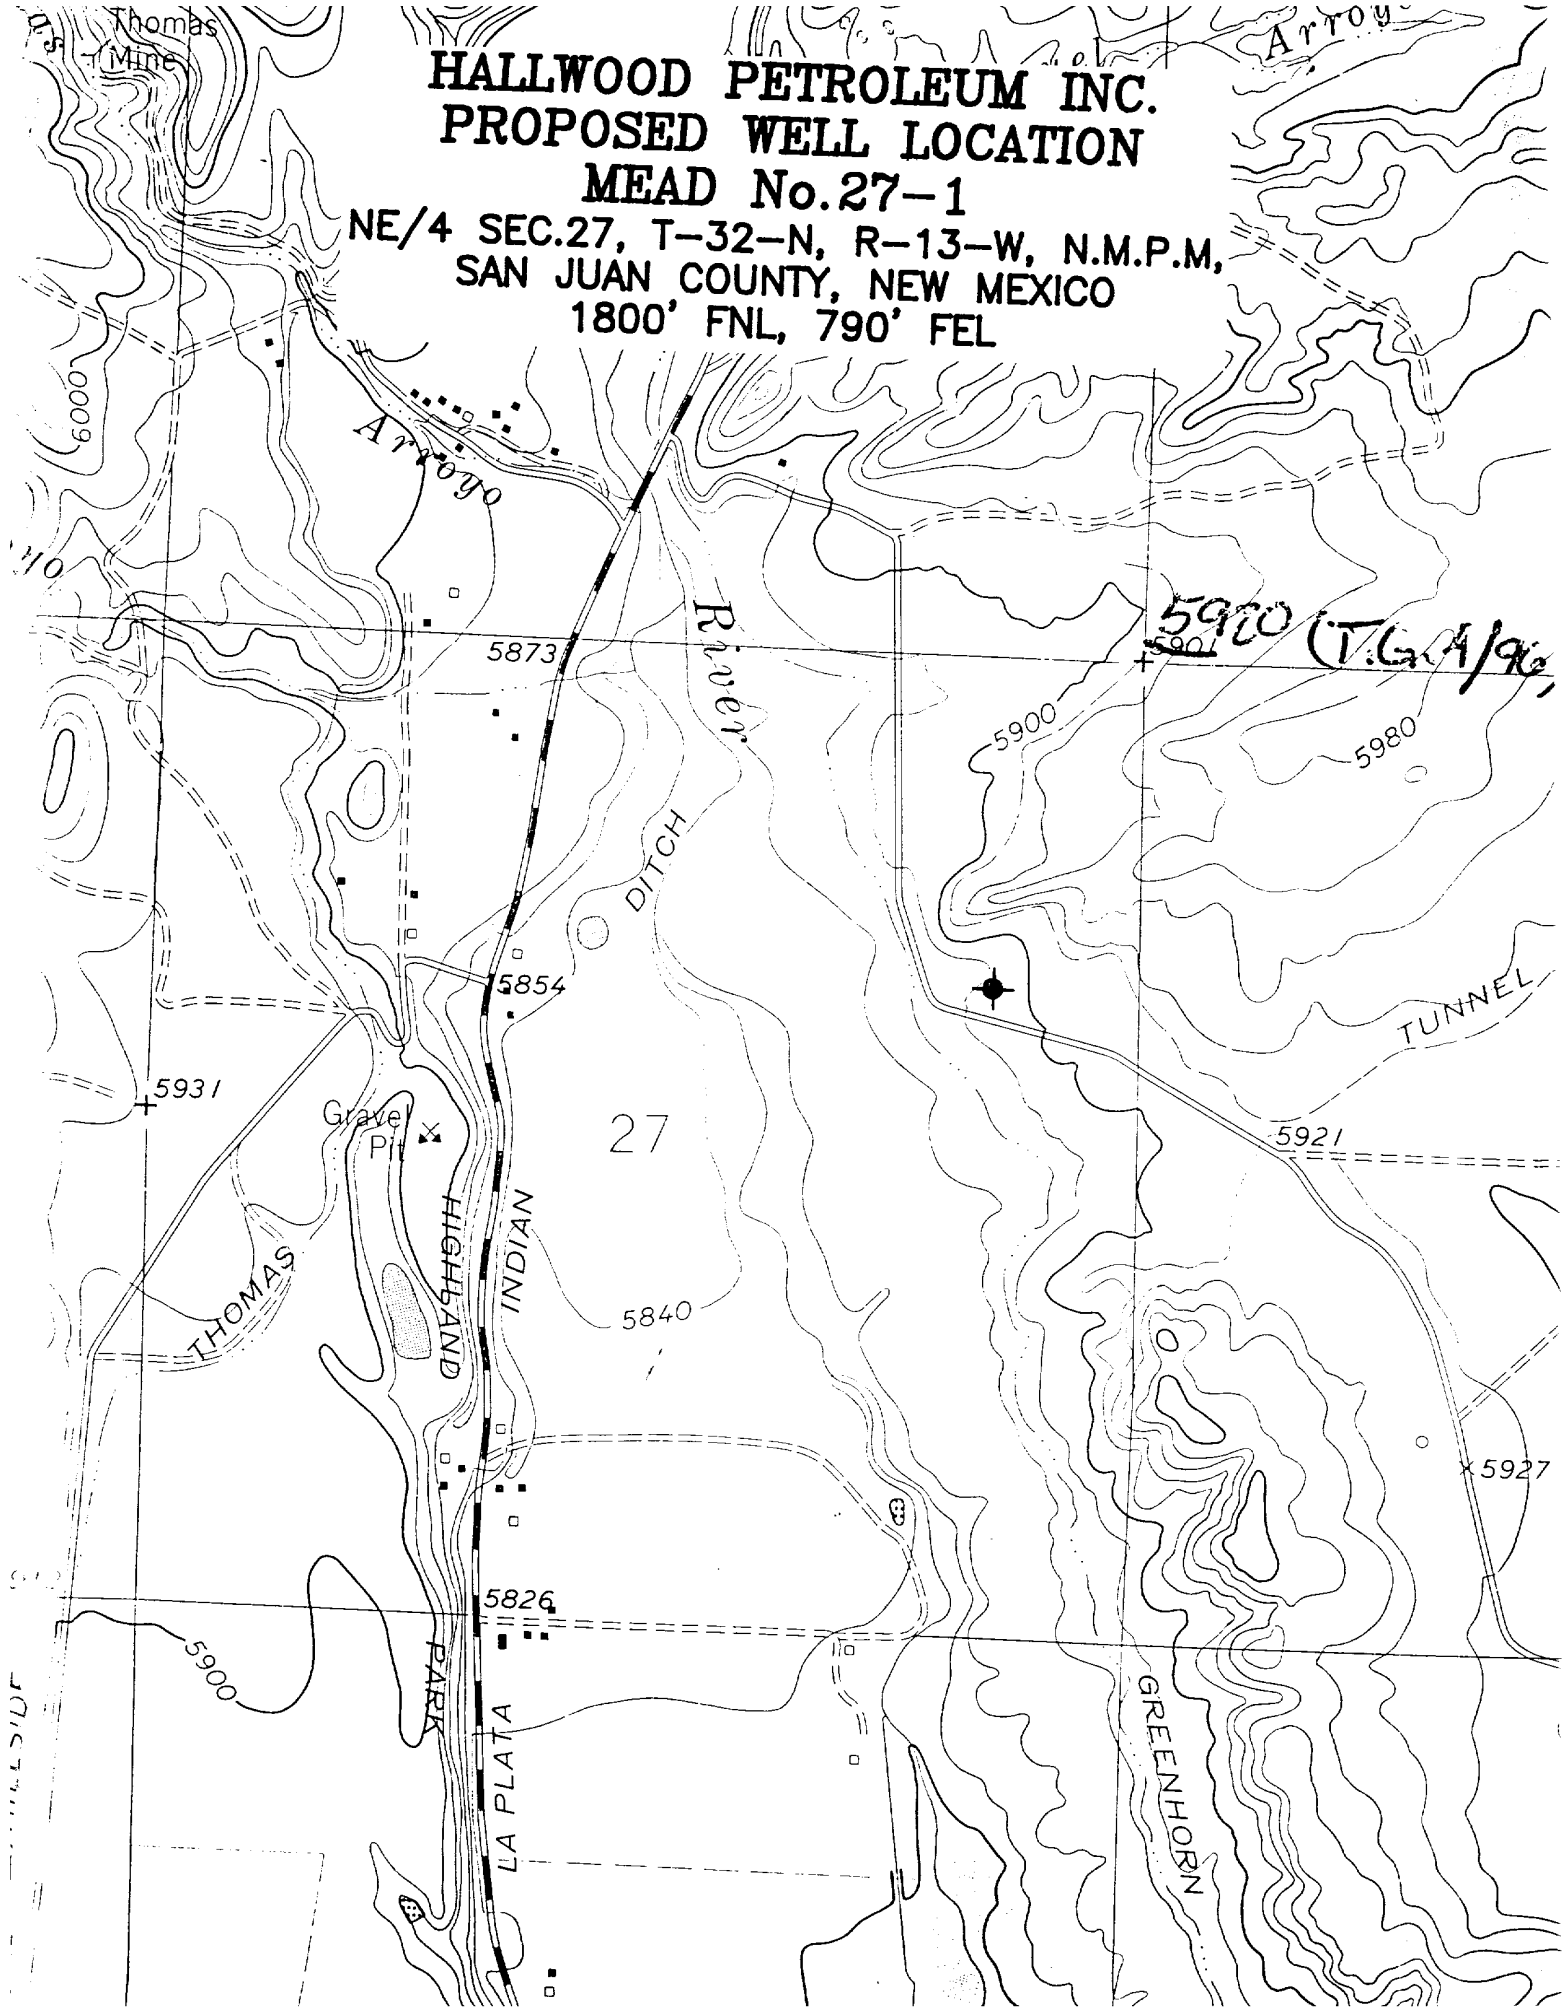 Thomas
Mine
Arroyo
HALLWOOD PETROLEUM INC.
PROPOSED WELL LOCATION
MEAD No.27-1
NE/4 SEC.27, T-32-N, R-13-W, N.M.P.M,
SAN JUAN COUNTY, NEW MEXICO
1800' FNL, 790' FEL
6000
Arroyo
River
5873
5901
5900
5980
DITCH
5854
TUNNEL
5931
Gravel
Pit
27
5921
HIGHLAND
INDIAN
THOMAS
5840
5927
5826
5900
PARK
LA PLATA
GREENHORN